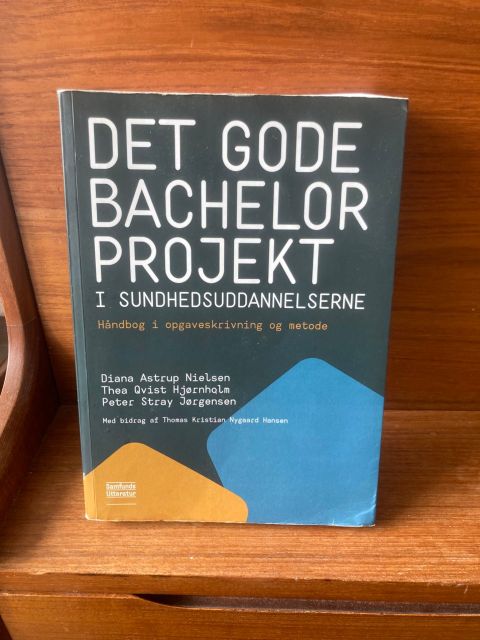 DET GODE
BACHELOR
PROJEKT
I SUNDHEDSUDDANNELSERNE
Håndbog i opgaveskrivning og metode
Diana Astrup Nielsen
Thea Qvist Hjørnholm
Peter Stray Jørgensen
Med bidrag af Thomas Kristian Nygaard Hansen
Samfunds
litteratur